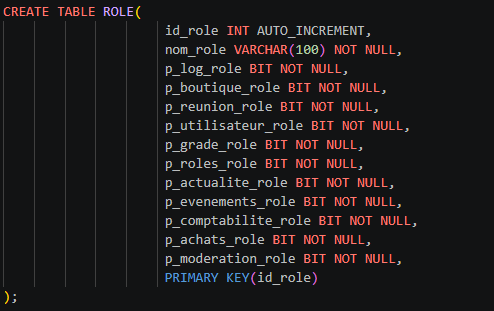 CREATE TABLE ROLE(
id_role INT AUTO_INCREMENT,
nom_role VARCHAR(100) NOT NULL,
p_log_role BIT NOT NULL,
p_boutique_role BIT NOT NULL,
p_reunion_role BIT NOT NULL,
p_utilisateur_role BIT NOT NULL,
p_grade_role BIT NOT NULL,
p_roles_role BIT NOT NULL,
p_actualite_role BIT NOT NULL,
p_evenements_role BIT NOT NULL,
p_comptabilite_role BIT NOT NULL,
p_achats_role BIT NOT NULL,
p_moderation_role BIT NOT NULL,
PRIMARY KEY(id_role)
);